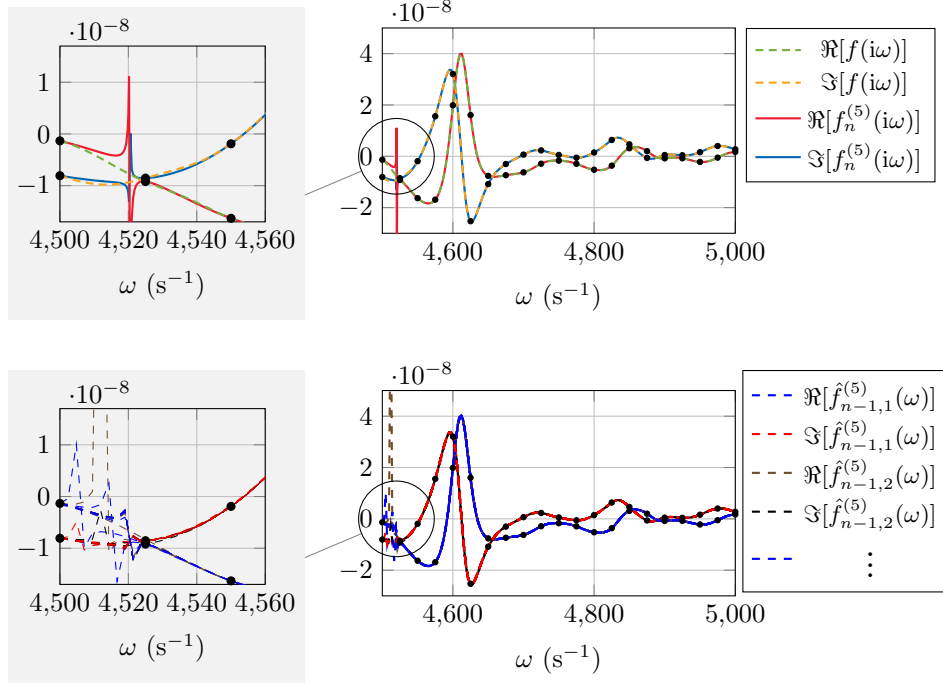 ·10⁻⁸
1
0
−1
4,500 4,520 4,540 4,560
ω (s⁻¹)
·10⁻⁸
4
2
0
−2
4,600 4,800 5,000
ω (s⁻¹)
ℜ[f(iω)]
ℑ[f(iω)]
ℜ[fₙ⁽⁵⁾(iω)]
ℑ[fₙ⁽⁵⁾(iω)]
·10⁻⁸
1
0
−1
4,500 4,520 4,540 4,560
ω (s⁻¹)
·10⁻⁸
4
2
0
−2
4,600 4,800 5,000
ω (s⁻¹)
ℜ[f̂⁽⁵⁾_{n−1,1}(ω)]
ℑ[f̂⁽⁵⁾_{n−1,1}(ω)]
ℜ[f̂⁽⁵⁾_{n−1,2}(ω)]
ℑ[f̂⁽⁵⁾_{n−1,2}(ω)]
⋮